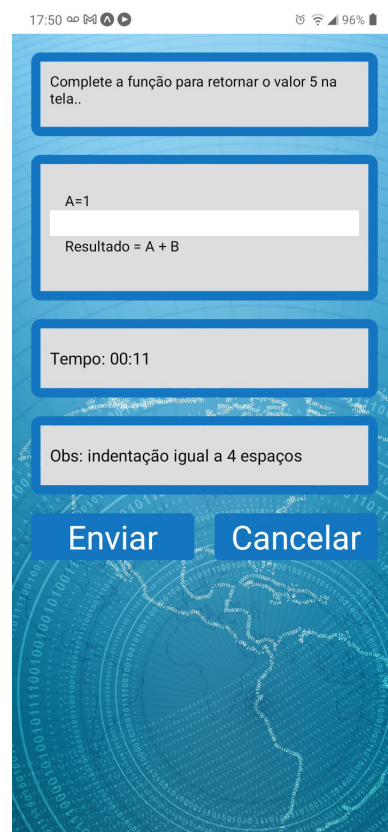 17:50
96%
Complete a função para retornar o valor 5 na
tela..
A=1
Resultado = A + B
Tempo: 00:11
Obs: indentação igual a 4 espaços
Enviar Cancelar